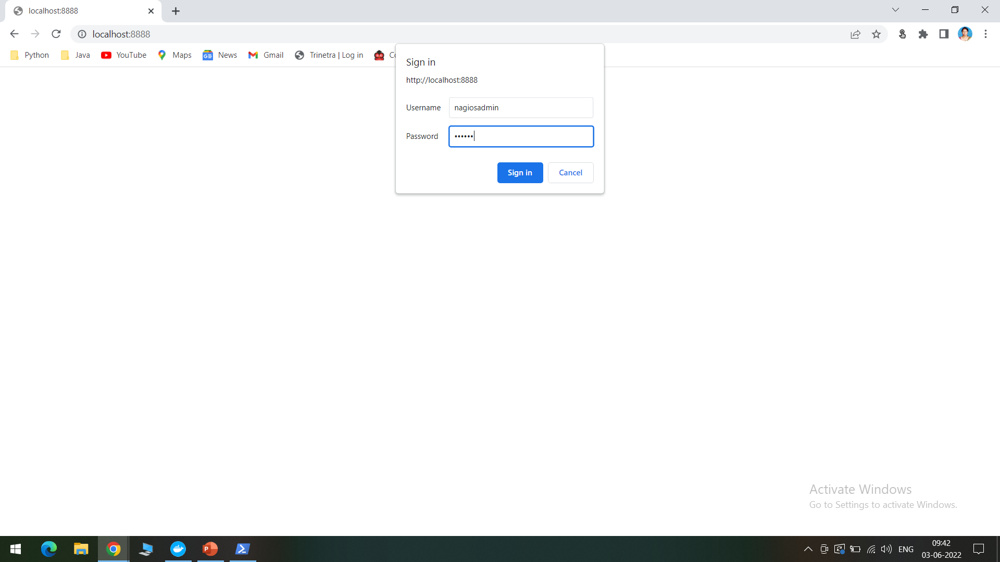 localhost:8888
localhost:8888
Python Java YouTube Maps News Gmail Trinetra | Log in
Sign in
http://localhost:8888
Username nagiosadmin
Password ••••••
Sign in Cancel
Activate Windows
Go to Settings to activate Windows.
ENG
09:42
03-06-2022